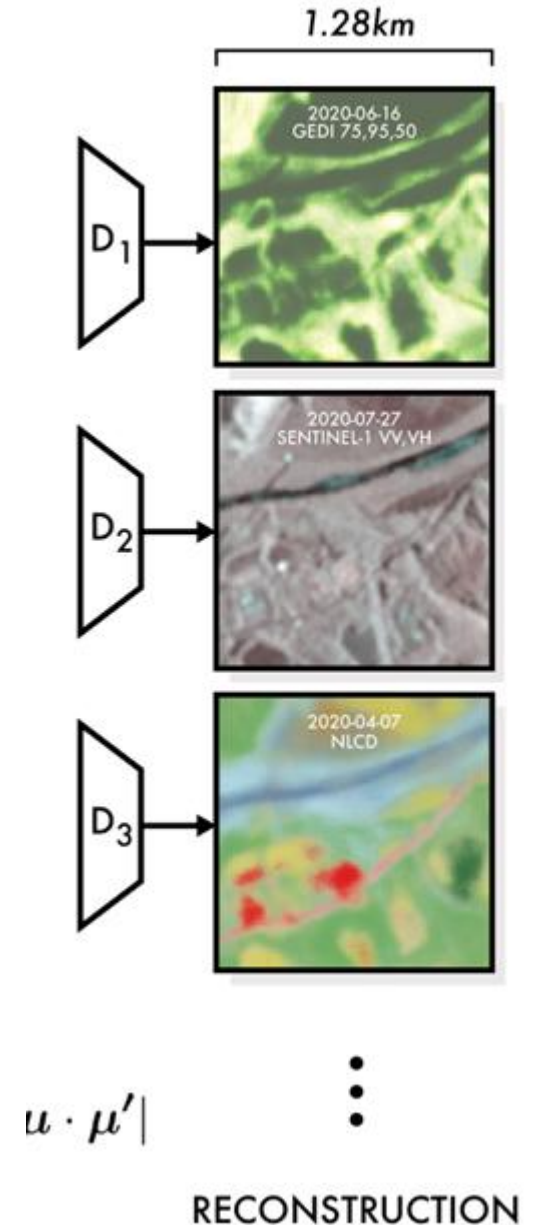 1.28km
2020-06-16
GEDI 75,95,50
D1
2020-07-27
SENTINEL-1 VV,VH
D2
2020-04-07
NLCD
D3
μ · μ′|
RECONSTRUCTION